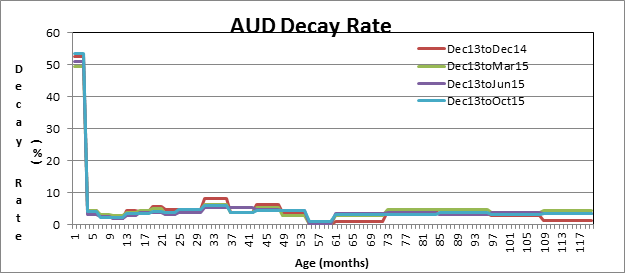 AUD Decay Rate
60
50
40
30
20
10
0
Decay Rate
(%)
Dec13toDec14
Dec13toMar15
Dec13toJun15
Dec13toOct15
1 5 9 13 17 21 25 29 33 37 41 45 49 53 57 61 65 69 73 77 81 85 89 93 97 101 105 109 113 117
Age (months)